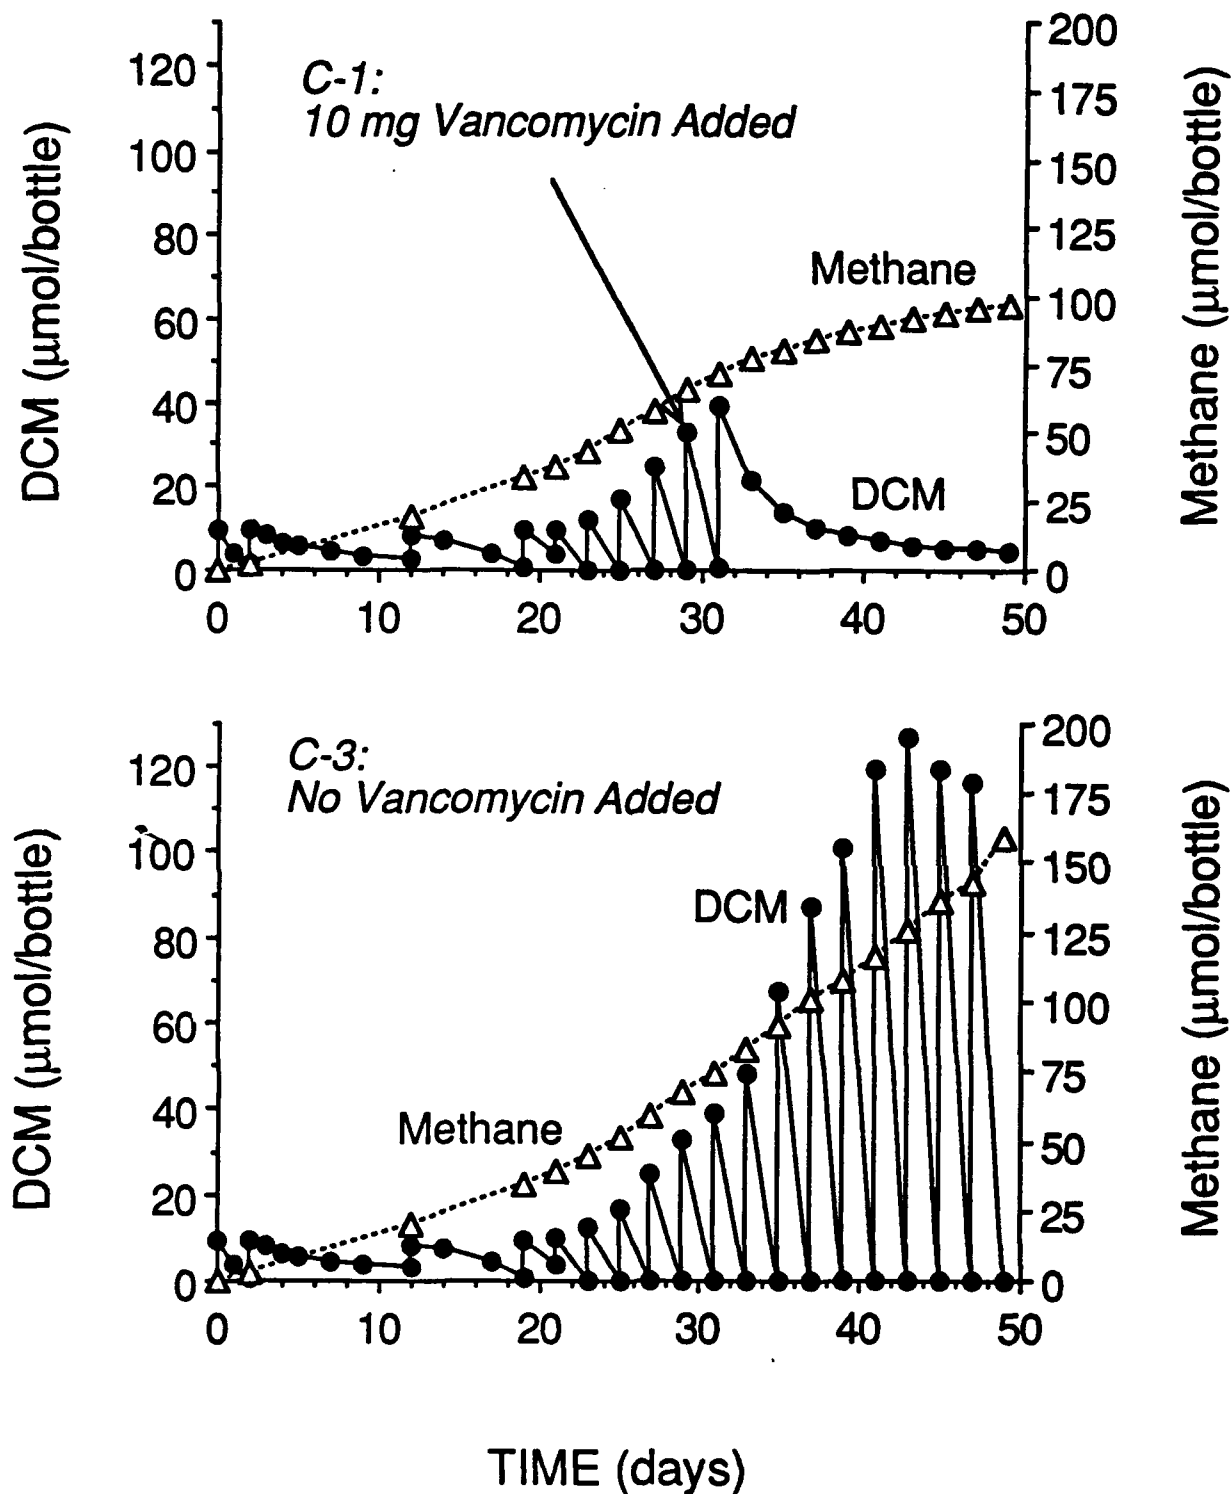 C-1:
10 mg Vancomycin Added
Methane
DCM
DCM (μmol/bottle)
0
20
40
60
80
100
120
Methane (μmol/bottle)
0
25
50
75
100
125
150
175
200
0 10 20 30 40 50
C-3:
No Vancomycin Added
DCM
Methane
DCM (μmol/bottle)
0
20
40
60
80
100
120
Methane (μmol/bottle)
0
25
50
75
100
125
150
175
200
0 10 20 30 40 50
TIME (days)